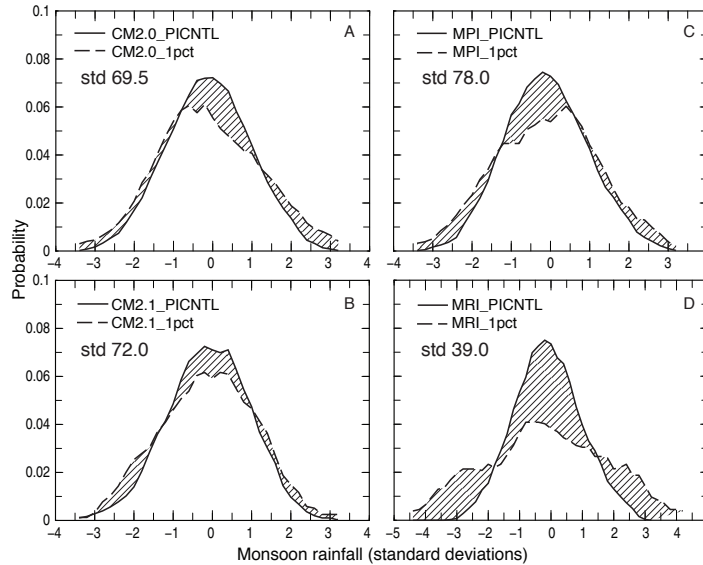 0.1
CM2.0_PICNTL
CM2.0_1pct
A
std 69.5
0.08
0.06
0.04
0.02
0
−4 −3 −2 −1 0 1 2 3 4
MPI_PICNTL
MPI_1pct
C
std 78.0
−4 −3 −2 −1 0 1 2 3
Probability
0.1
CM2.1_PICNTL
CM2.1_1pct
B
std 72.0
0.08
0.06
0.04
0.02
0
−4 −3 −2 −1 0 1 2 3 4
MRI_PICNTL
MRI_1pct
D
std 39.0
−4 −3 −2 −1 0 1 2 3 4
Monsoon rainfall (standard deviations)